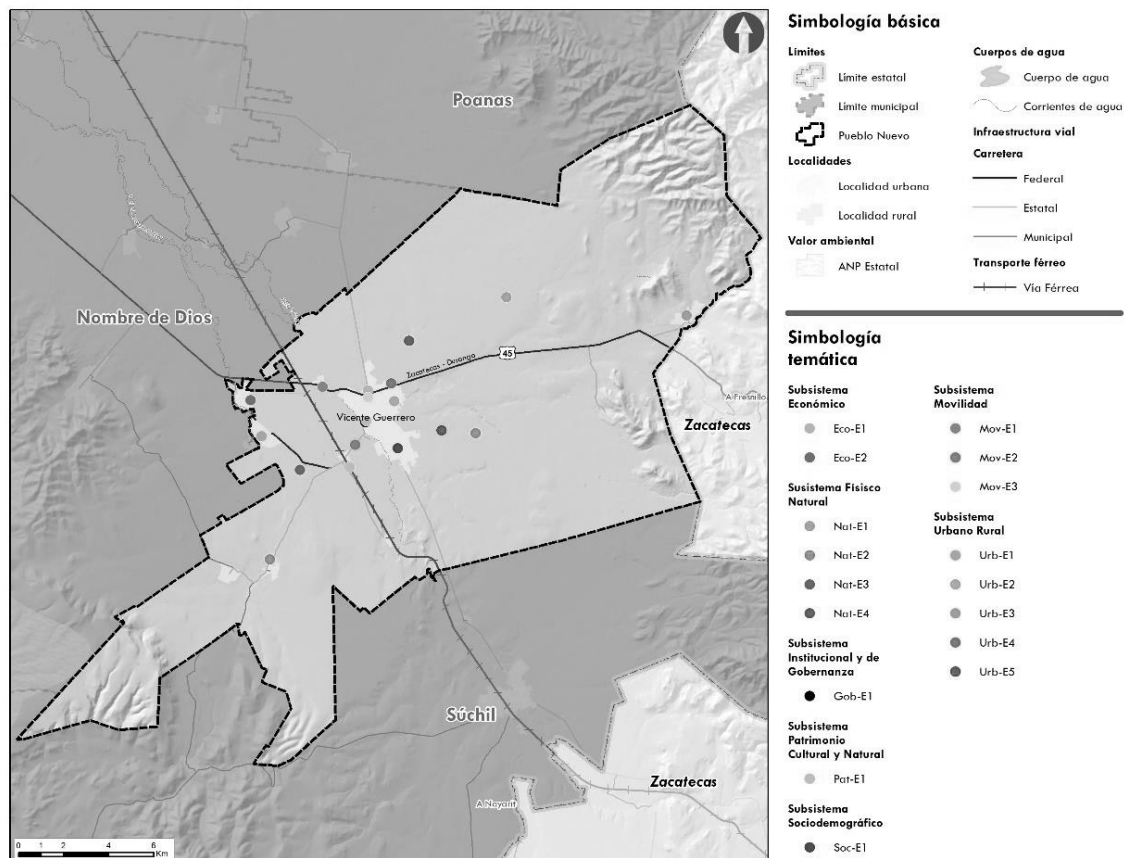 Poanas
Nombre de Dios
Zacatecas - Durango
45
Vicente Guerrero
A Fresnillo
Zacatecas
Súchil
Zacatecas
A Nayarit
0 1 2 4 6
Km
Simbología básica
Límites
Límite estatal
Límite municipal
Pueblo Nuevo
Localidades
Localidad urbana
Localidad rural
Valor ambiental
ANP Estatal
Cuerpos de agua
Cuerpo de agua
Corrientes de agua
Infraestructura vial
Carretera
Federal
Estatal
Municipal
Transporte férreo
Vía Férrea
Simbología
temática
Subsistema
Económico
Eco-E1
Eco-E2
Susistema Fisisco
Natural
Nat-E1
Nat-E2
Nat-E3
Nat-E4
Subsistema
Institucional y de
Gobernanza
Gob-E1
Subsistema
Patrimonio
Cultural y Natural
Pat-E1
Subsistema
Sociodemográfico
Soc-E1
Subsistema
Movilidad
Mov-E1
Mov-E2
Mov-E3
Subsistema
Urbano Rural
Urb-E1
Urb-E2
Urb-E3
Urb-E4
Urb-E5